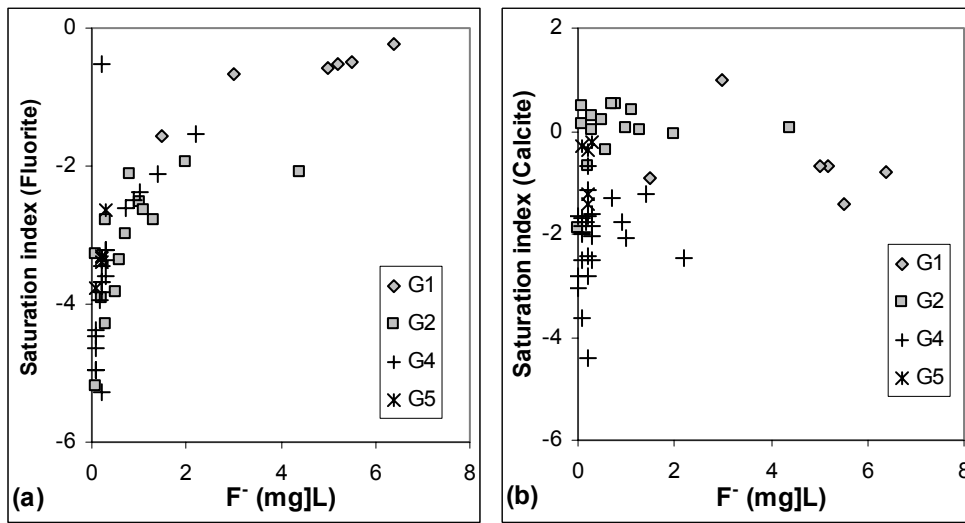 0
-2
-4
-6
Saturation index (Fluorite)
G1
G2
G4
G5
0 2 4 6 8
(a) F⁻ (mg]L)
2
0
-2
-4
-6
Saturation index (Calcite)
G1
G2
G4
G5
0 2 4 6 8
(b) F⁻ (mg]L)